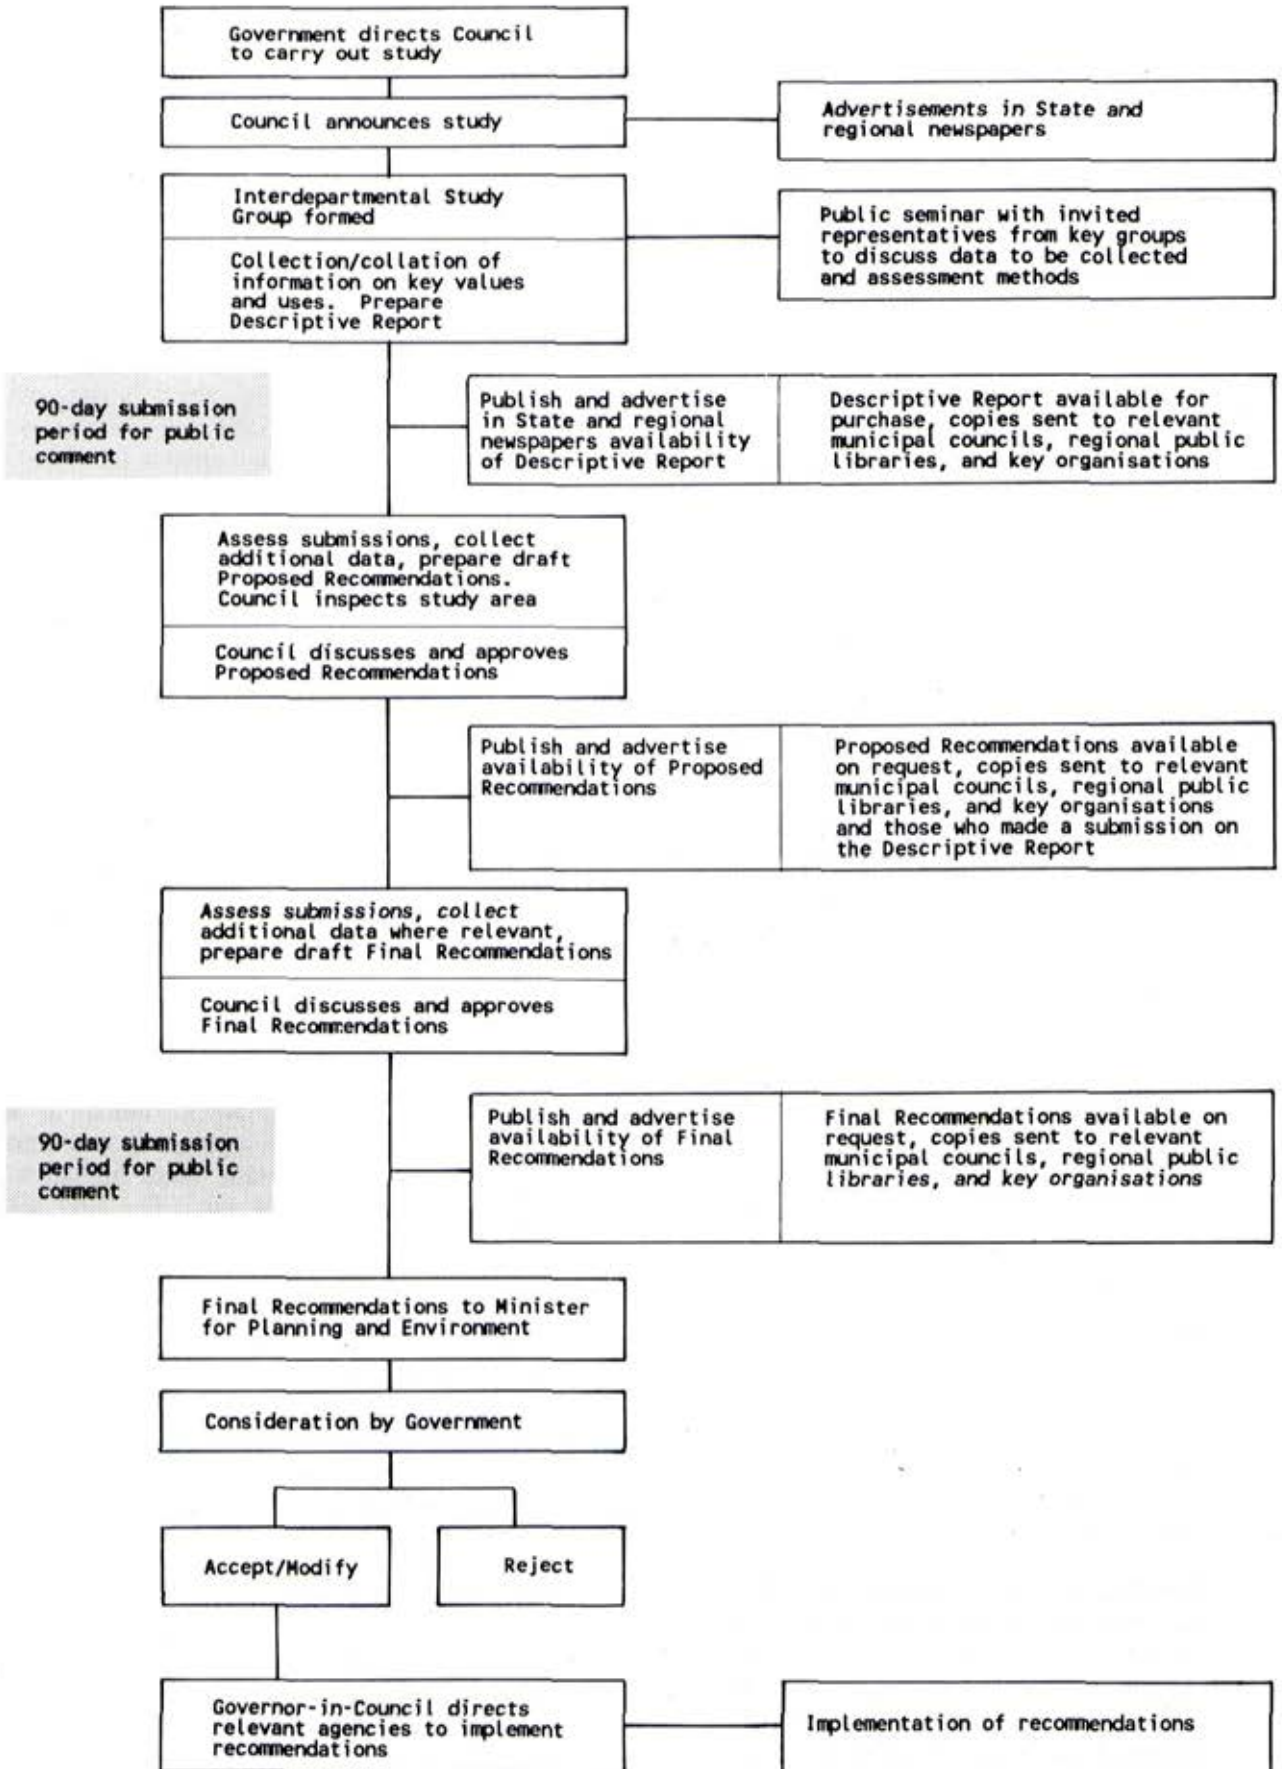 Government directs Council
to carry out study
Council announces study
Advertisements in State and
regional newspapers
Interdepartmental Study
Group formed
Public seminar with invited
representatives from key groups
to discuss data to be collected
and assessment methods
Collection/collation of
information on key values
and uses. Prepare
Descriptive Report
90-day submission
period for public
comment
Publish and advertise
in State and regional
newspapers availability
of Descriptive Report
Descriptive Report available for
purchase, copies sent to relevant
municipal councils, regional public
libraries, and key organisations
Assess submissions, collect
additional data, prepare draft
Proposed Recommendations.
Council inspects study area
Council discusses and approves
Proposed Recommendations
Publish and advertise
availability of Proposed
Recommendations
Proposed Recommendations available
on request, copies sent to relevant
municipal councils, regional public
libraries, and key organisations
and those who made a submission on
the Descriptive Report
Assess submissions, collect
additional data where relevant,
prepare draft Final Recommendations
Council discusses and approves
Final Recommendations
90-day submission
period for public
comment
Publish and advertise
availability of Final
Recommendations
Final Recommendations available on
request, copies sent to relevant
municipal councils, regional public
libraries, and key organisations
Final Recommendations to Minister
for Planning and Environment
Consideration by Government
Accept/Modify
Reject
Governor-in-Council directs
relevant agencies to implement
recommendations
Implementation of recommendations